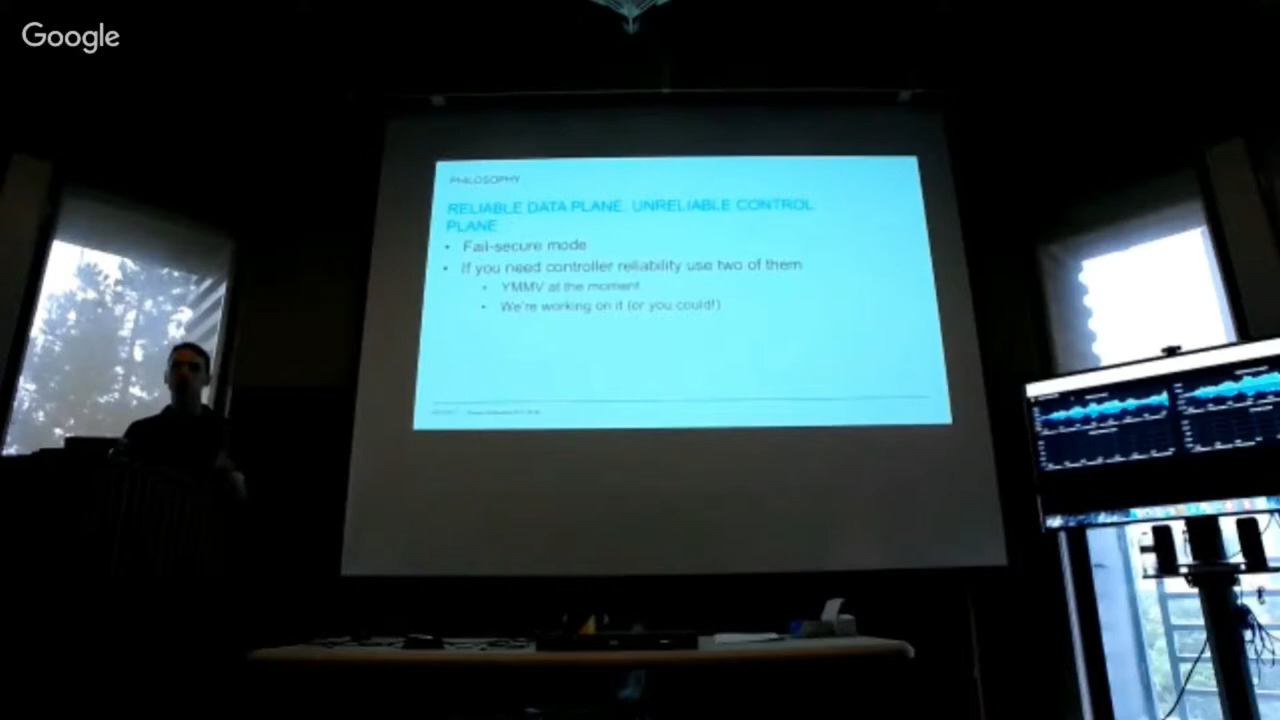 Google
PHILOSOPHY
RELIABLE DATA PLANE. UNRELIABLE CONTROL
PLANE
• Fail-secure mode
• If you need controller reliability use two of them
• YMMV at the moment
• We're working on it (or you could!)